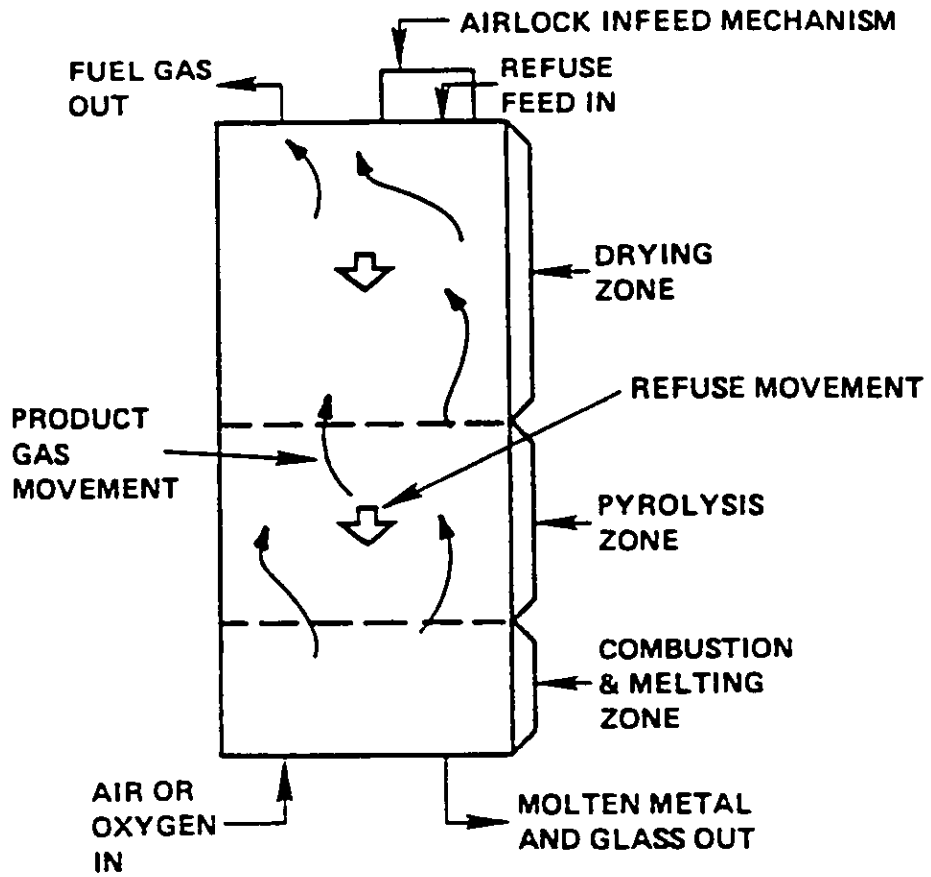 AIRLOCK INFEED MECHANISM
FUEL GAS
OUT
REFUSE
FEED IN
DRYING
ZONE
REFUSE MOVEMENT
PRODUCT
GAS
MOVEMENT
PYROLYSIS
ZONE
COMBUSTION
& MELTING
ZONE
AIR OR
OXYGEN
IN
MOLTEN METAL
AND GLASS OUT